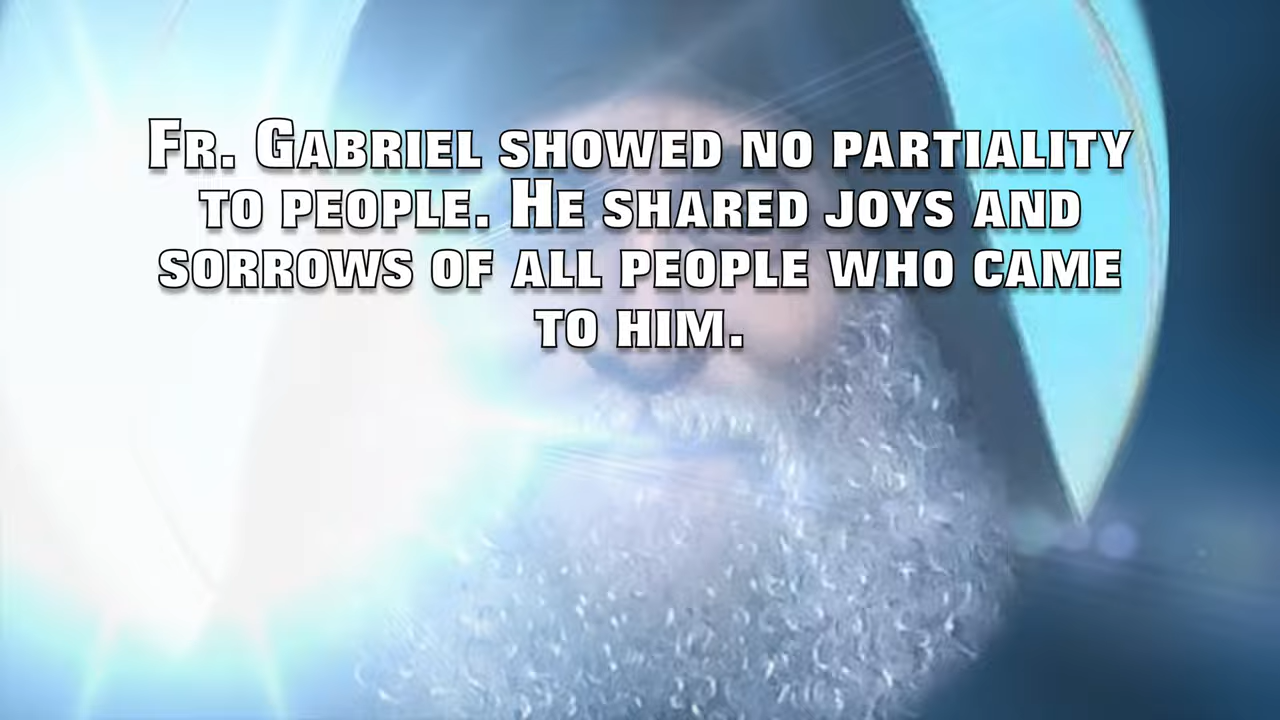 Fr. Gabriel showed no partiality
to people. He shared joys and
sorrows of all people who came
to him.